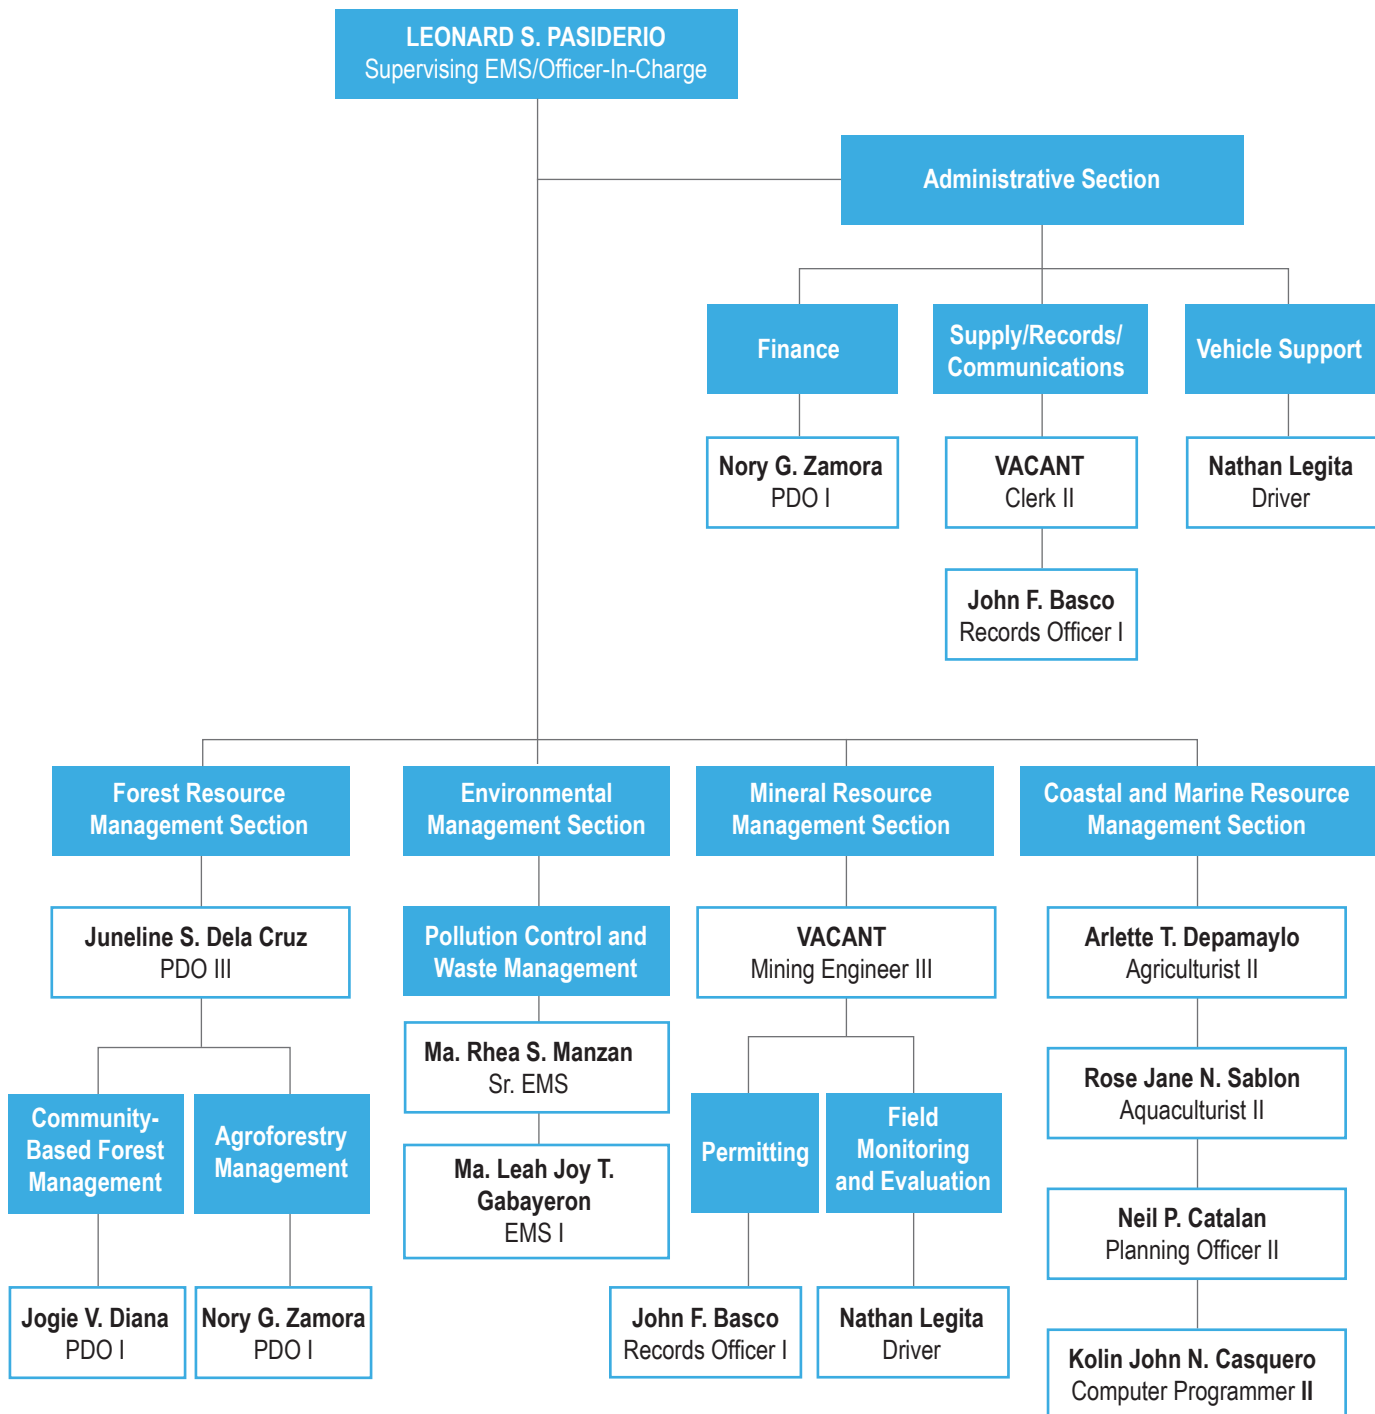 LEONARD S. PASIDERIO
Supervising EMS/Officer-In-Charge
Administrative Section
Finance
Supply/Records/
Communications
Vehicle Support
Nory G. Zamora
PDO I
VACANT
Clerk II
Nathan Legita
Driver
John F. Basco
Records Officer I
Forest Resource
Management Section
Environmental
Management Section
Mineral Resource
Management Section
Coastal and Marine Resource
Management Section
Juneline S. Dela Cruz
PDO III
Pollution Control and
Waste Management
VACANT
Mining Engineer III
Arlette T. Depamaylo
Agriculturist II
Ma. Rhea S. Manzan
Sr. EMS
Rose Jane N. Sablon
Aquaculturist II
Community-
Based Forest
Management
Agroforestry
Management
Ma. Leah Joy T.
Gabayeron
EMS I
Permitting
Field
Monitoring
and Evaluation
Neil P. Catalan
Planning Officer II
Jogie V. Diana
PDO I
Nory G. Zamora
PDO I
John F. Basco
Records Officer I
Nathan Legita
Driver
Kolin John N. Casquero
Computer Programmer II